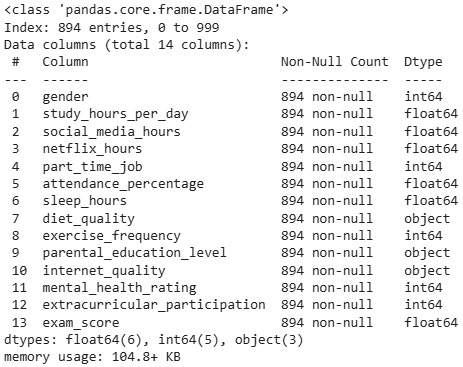 <class 'pandas.core.frame.DataFrame'>
Index: 894 entries, 0 to 999
Data columns (total 14 columns):
 #   Column                         Non-Null Count  Dtype
---  ------                         --------------  -----
 0   gender                         894 non-null    int64
 1   study_hours_per_day            894 non-null    float64
 2   social_media_hours             894 non-null    float64
 3   netflix_hours                  894 non-null    float64
 4   part_time_job                  894 non-null    int64
 5   attendance_percentage          894 non-null    float64
 6   sleep_hours                    894 non-null    float64
 7   diet_quality                   894 non-null    object
 8   exercise_frequency             894 non-null    int64
 9   parental_education_level       894 non-null    object
 10  internet_quality               894 non-null    object
 11  mental_health_rating           894 non-null    int64
 12  extracurricular_participation  894 non-null    int64
 13  exam_score                     894 non-null    float64
dtypes: float64(6), int64(5), object(3)
memory usage: 104.8+ KB